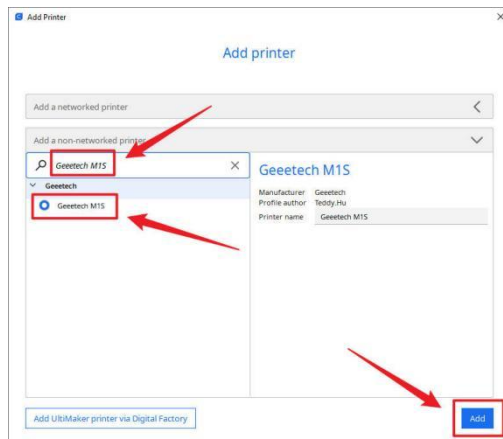 Add Printer
Add printer
Add a networked printer
Add a non-networked printer
Geeetech M1S
Geeetech
Geeetech M1S
Geeetech M1S
Manufacturer Geeetech
Profile author Teddy.Hu
Printer name Geeetech M1S
Add UltiMaker printer via Digital Factory
Add